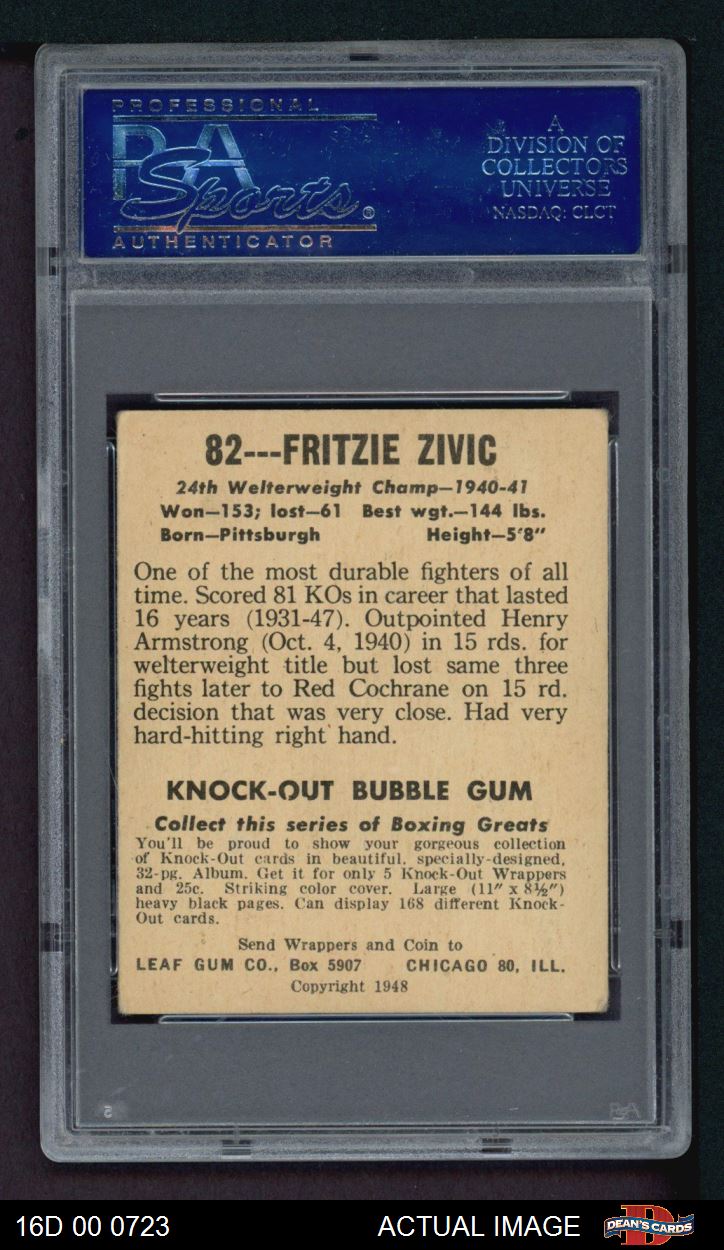 PROFESSIONAL
PSA
Sports®
AUTHENTICATOR
A
DIVISION OF
COLLECTORS
UNIVERSE
NASDAQ: CLCT
82---FRITZIE ZIVIC
24th Welterweight Champ—1940-41
Won—153; lost—61 Best wgt.—144 lbs.
Born—Pittsburgh Height—5'8"
One of the most durable fighters of all
time. Scored 81 KOs in career that lasted
16 years (1931-47). Outpointed Henry
Armstrong (Oct. 4, 1940) in 15 rds. for
welterweight title but lost same three
fights later to Red Cochrane on 15 rd.
decision that was very close. Had very
hard-hitting right hand.
KNOCK-OUT BUBBLE GUM
Collect this series of Boxing Greats
You'll be proud to show your gorgeous collection
of Knock-Out cards in beautiful, specially-designed,
32-pg. Album. Get it for only 5 Knock-Out Wrappers
and 25c. Striking color cover. Large (11" x 8½")
heavy black pages. Can display 168 different Knock-
Out cards.
Send Wrappers and Coin to
LEAF GUM CO., Box 5907 CHICAGO 80, ILL.
Copyright 1948
5
PSA
16D 00 0723 ACTUAL IMAGE DEAN'S CARDS